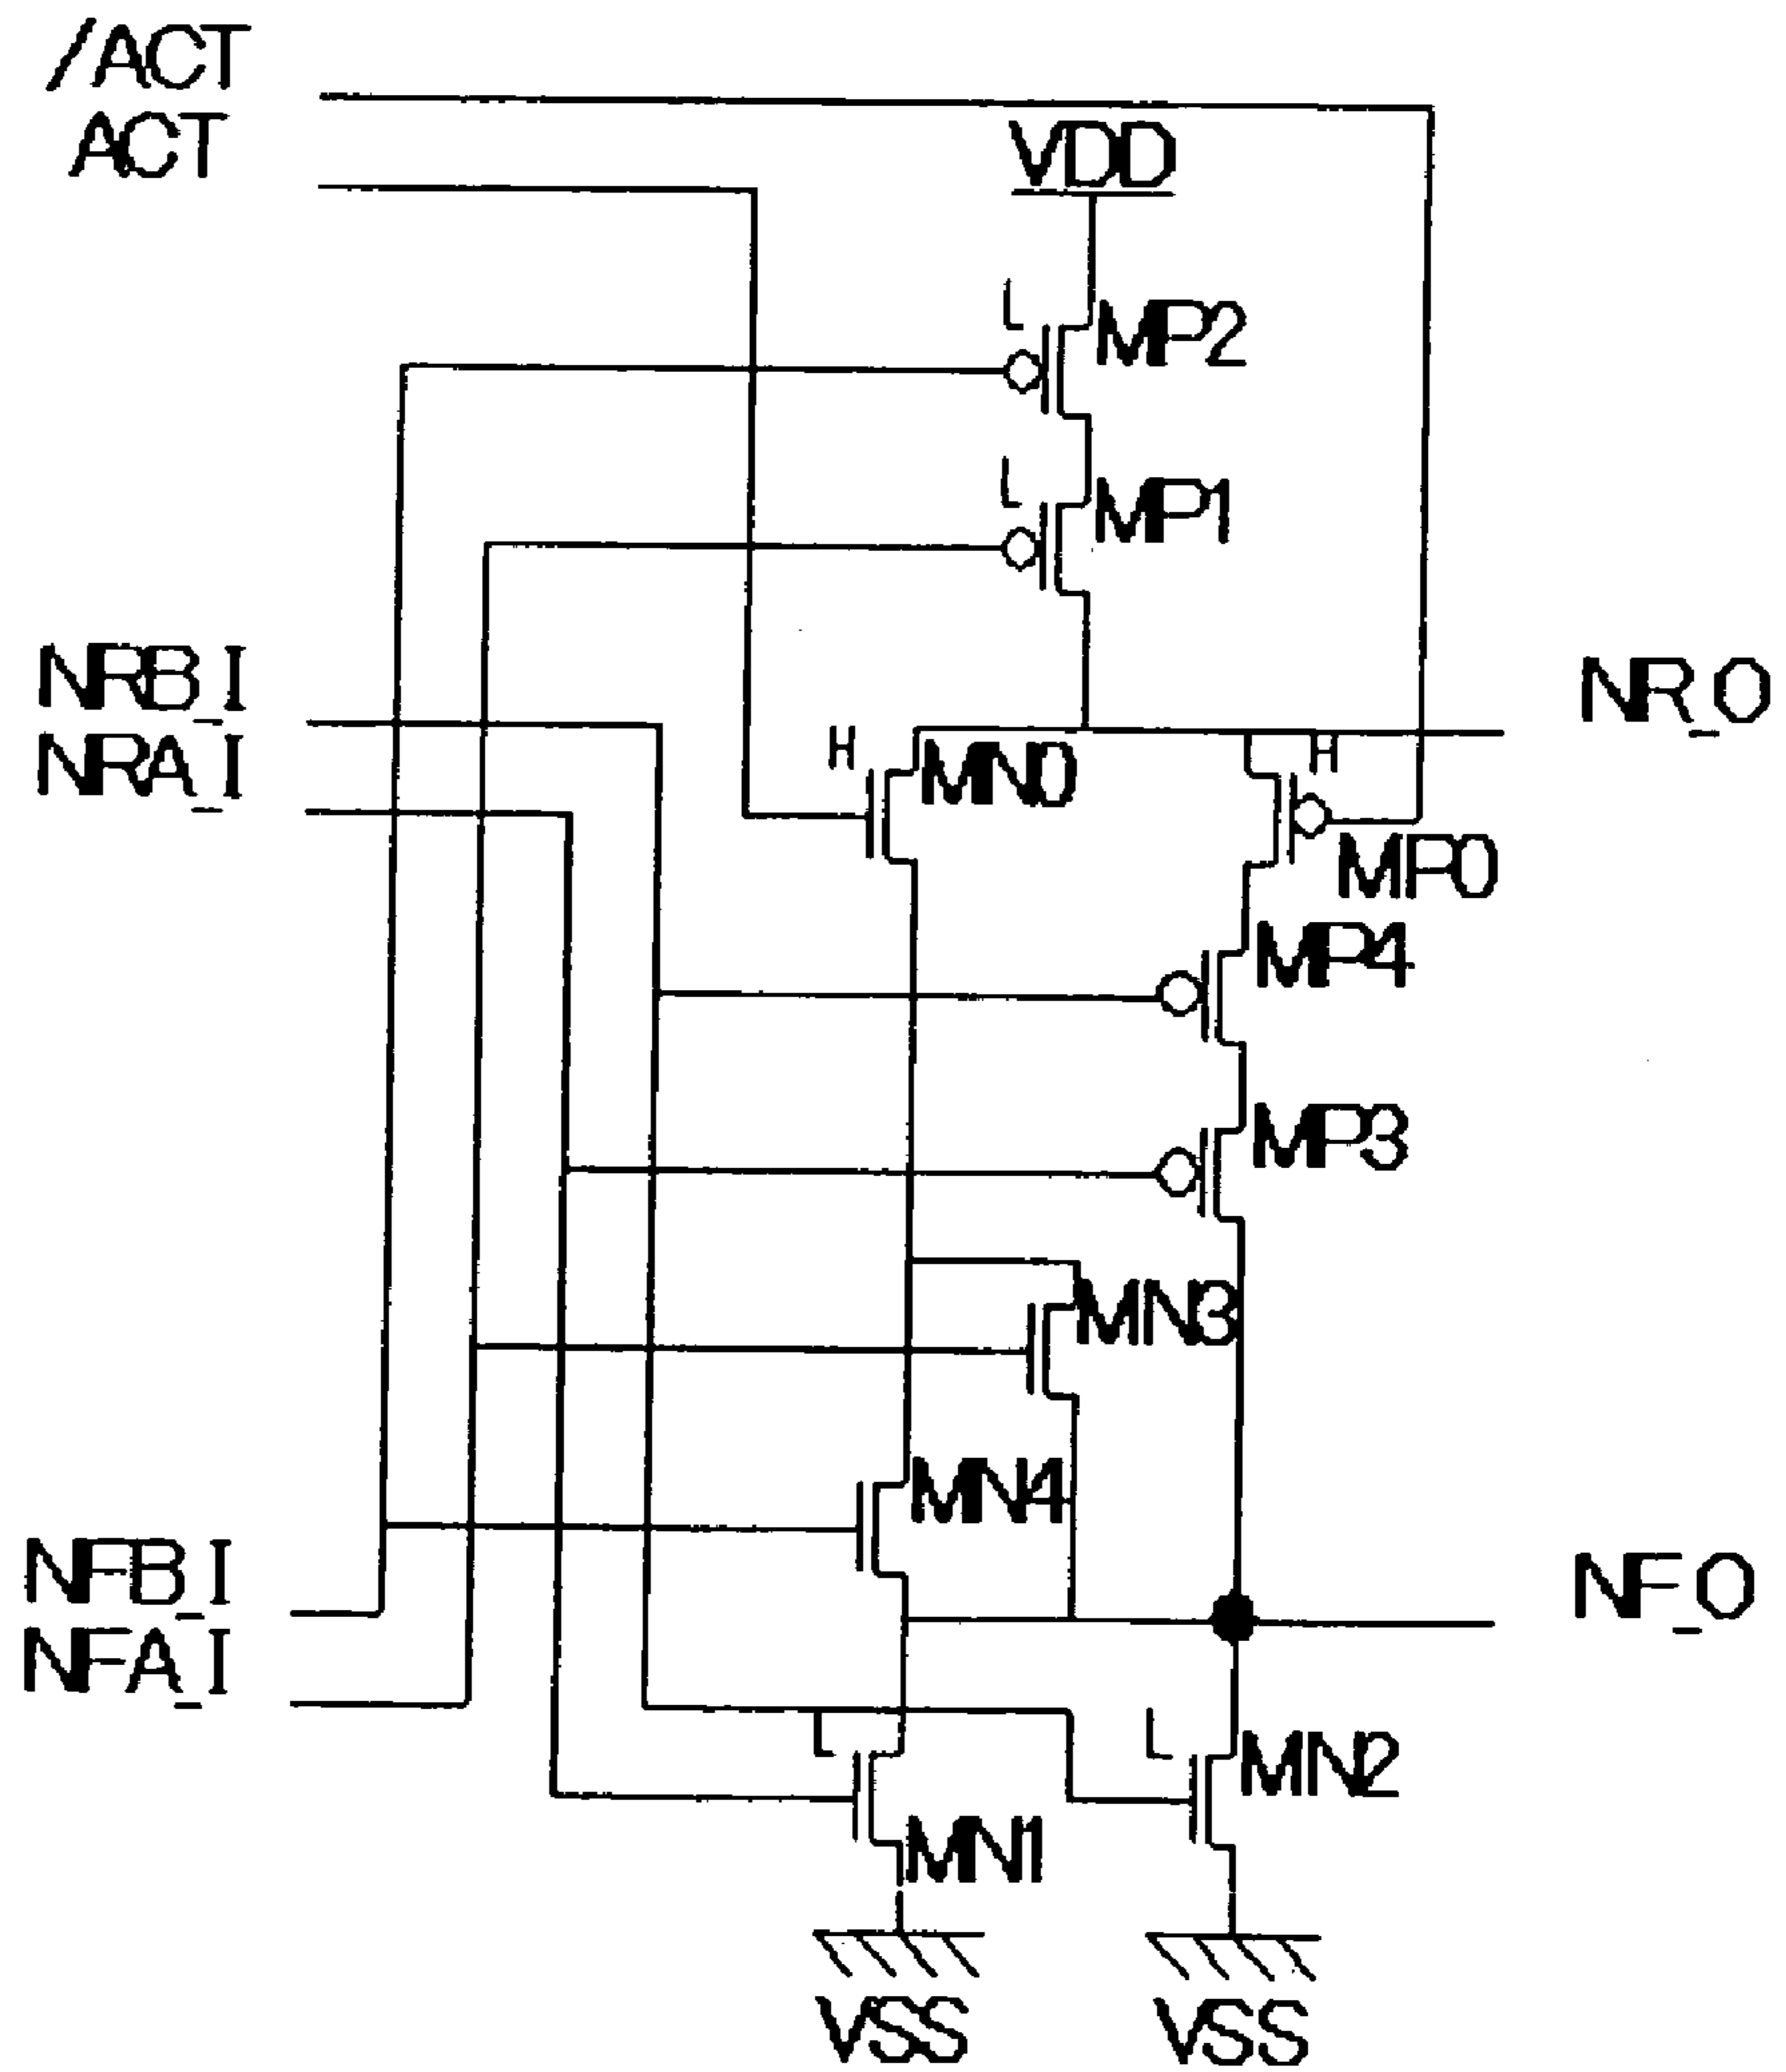 /ACT
ACT
VDD
L
MP2
L
MP1
NRB_I
NRA_I
NR_O
H
MN0
H
MP0
MP4
MP3
MN3
MN4
NFB_I
NFA_I
NF_O
L
MN1
L
MN2
VSS
VSS